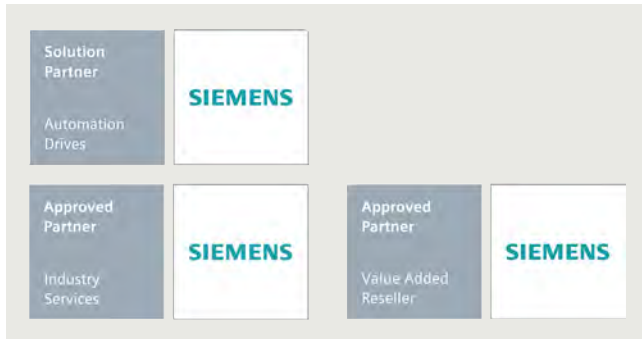 Solution
Partner
Automation
Drives
SIEMENS
Approved
Partner
Industry
Services
SIEMENS
Approved
Partner
Value Added
Reseller
SIEMENS